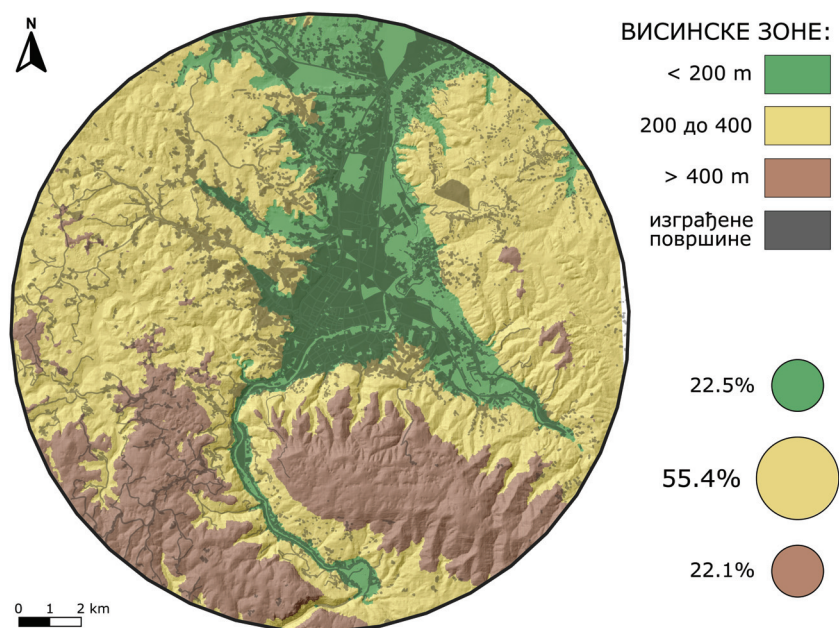 N
ВИСИНСКЕ ЗОНЕ:
< 200 m
200 до 400
> 400 m
изграђене
површине
22.5%
55.4%
22.1%
0 1 2 km